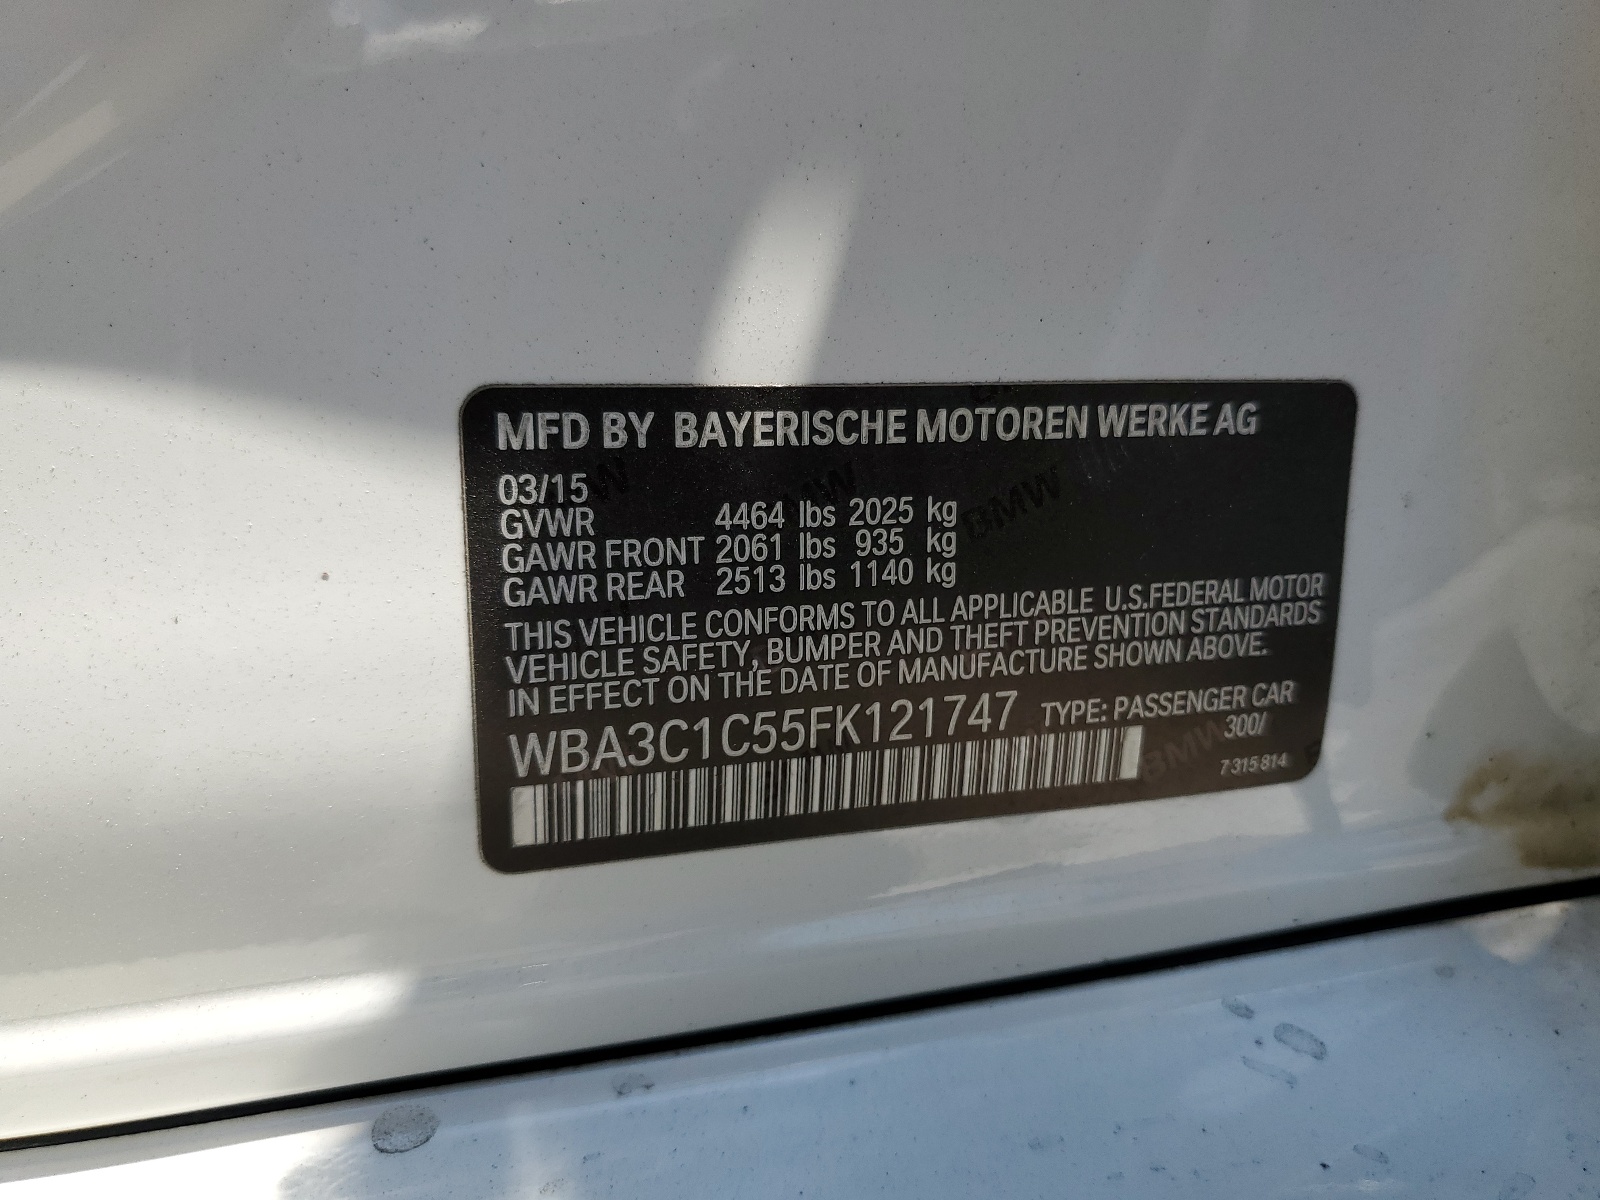 MFD BY BAYERISCHE MOTOREN WERKE AG
03/15
GVWR 4464 lbs 2025 kg
GAWR FRONT 2061 lbs 935 kg
GAWR REAR 2513 lbs 1140 kg
THIS VEHICLE CONFORMS TO ALL APPLICABLE U.S.FEDERAL MOTOR
VEHICLE SAFETY, BUMPER AND THEFT PREVENTION STANDARDS
IN EFFECT ON THE DATE OF MANUFACTURE SHOWN ABOVE.
WBA3C1C55FK121747 TYPE: PASSENGER CAR
300/
7 315 814
BMW
BMW